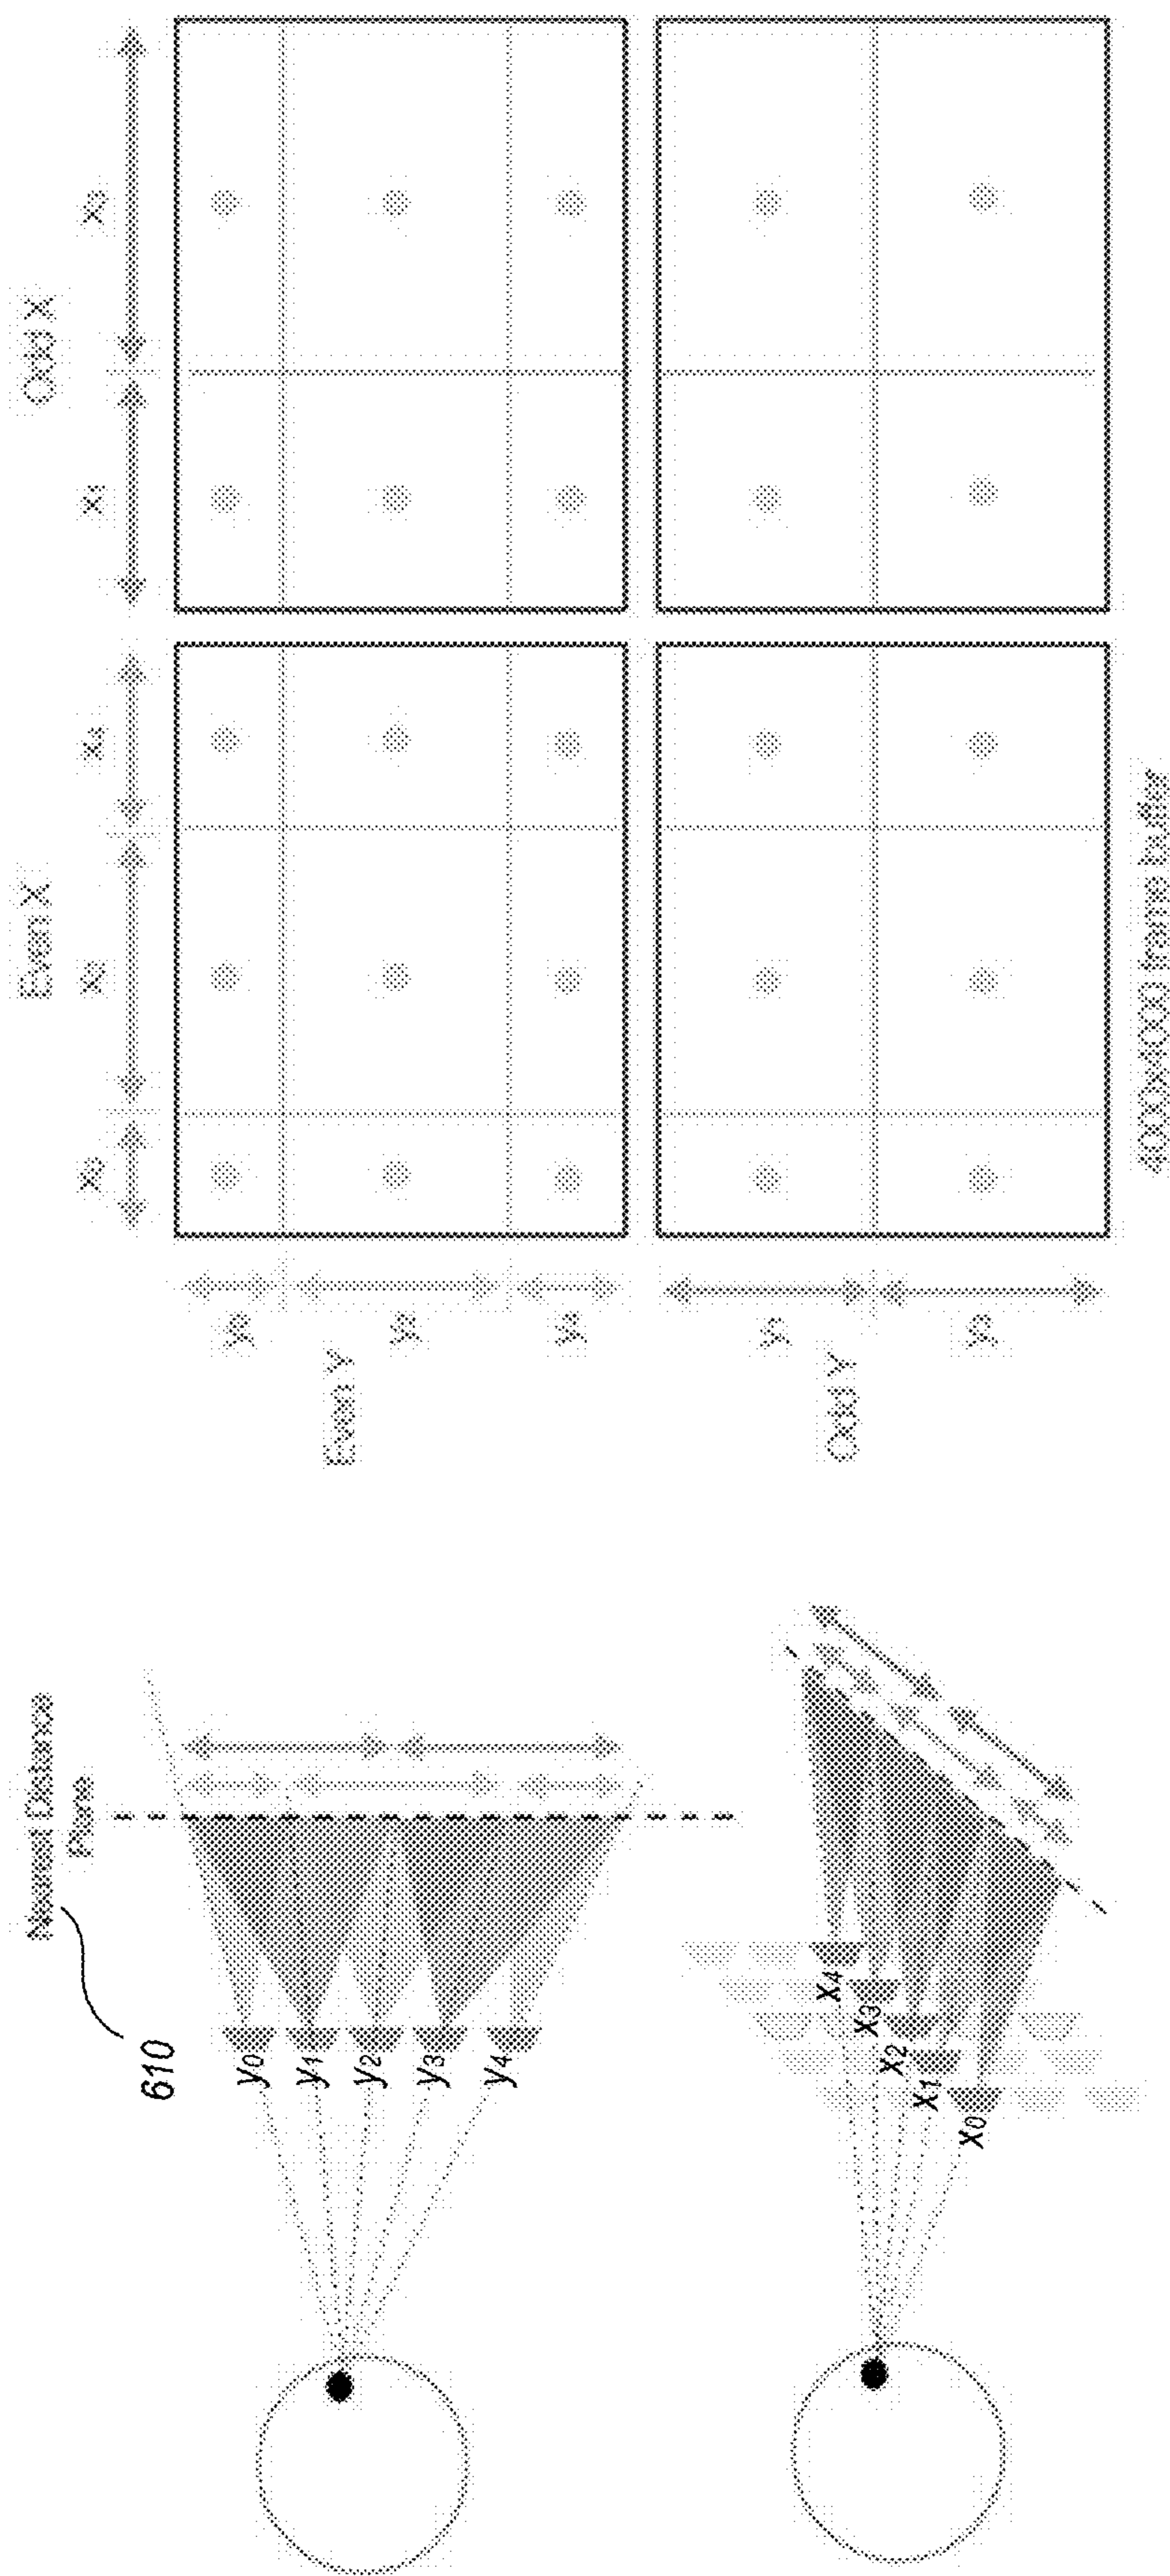 Nearest Distance
Plane
610
y0
y1
y2
y3
y4
x4
x3
x2
x1
x0
Even X
Odd X
x0
x2
x4
x1
x3
Even Y
y0
y2
y4
Odd Y
y1
y3
4000x4000 frame buffer